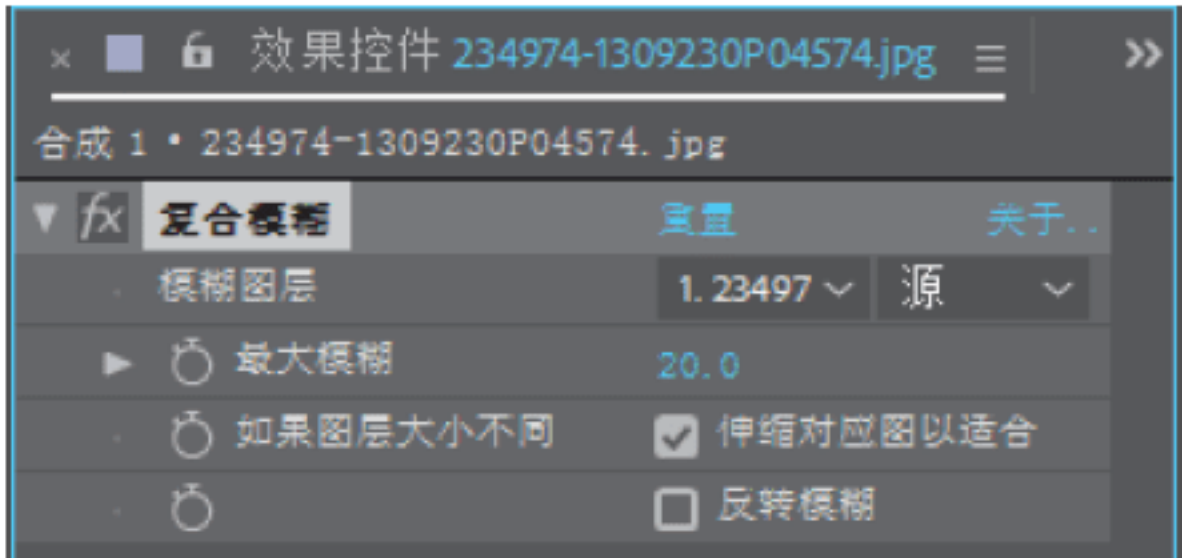 效果控件 234974-1309230P04574.jpg
合成 1 • 234974-1309230P04574.jpg
fx 复合模糊 重置 关于..
模糊图层 1. 23497 源
最大模糊 20.0
如果图层大小不同 伸缩对应图以适合
反转模糊